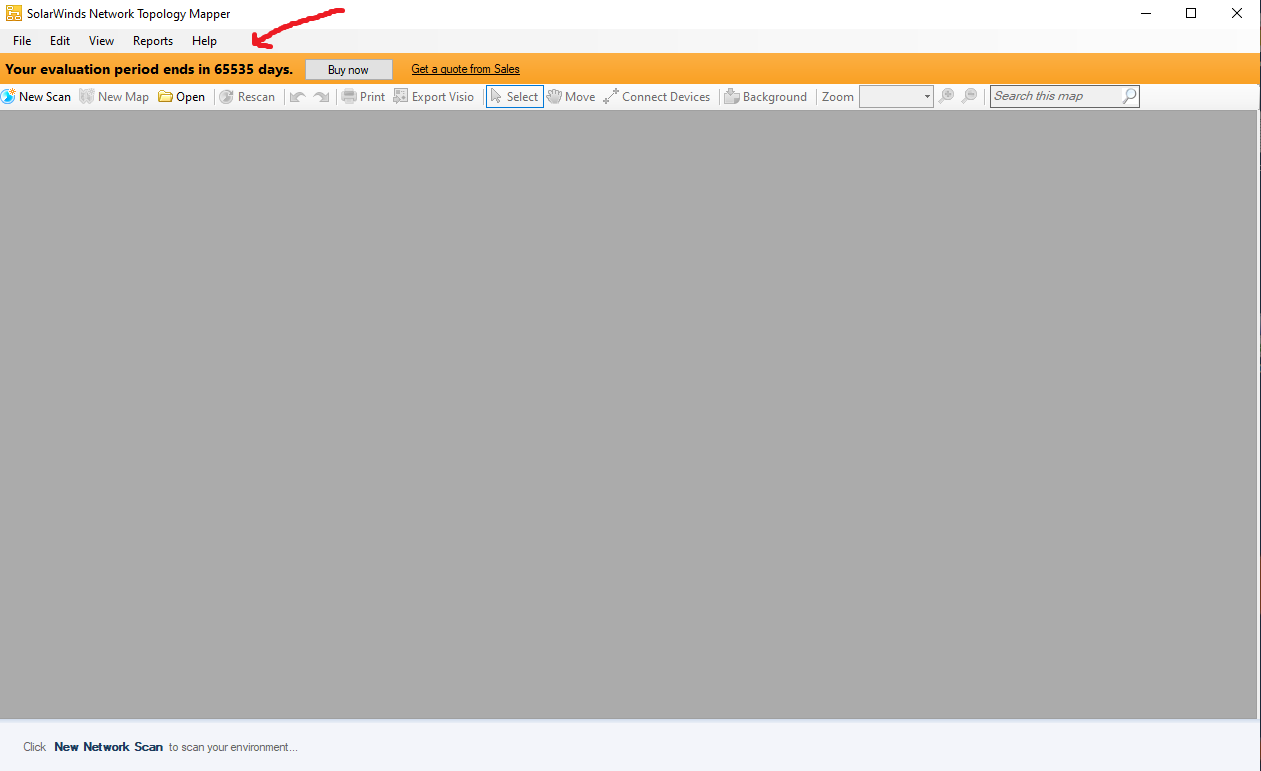 SolarWinds Network Topology Mapper
File Edit View Reports Help
Your evaluation period ends in 65535 days. Buy now Get a quote from Sales
New Scan New Map Open Rescan Print Export Visio Select Move Connect Devices Background Zoom Search this map
Click New Network Scan to scan your environment...